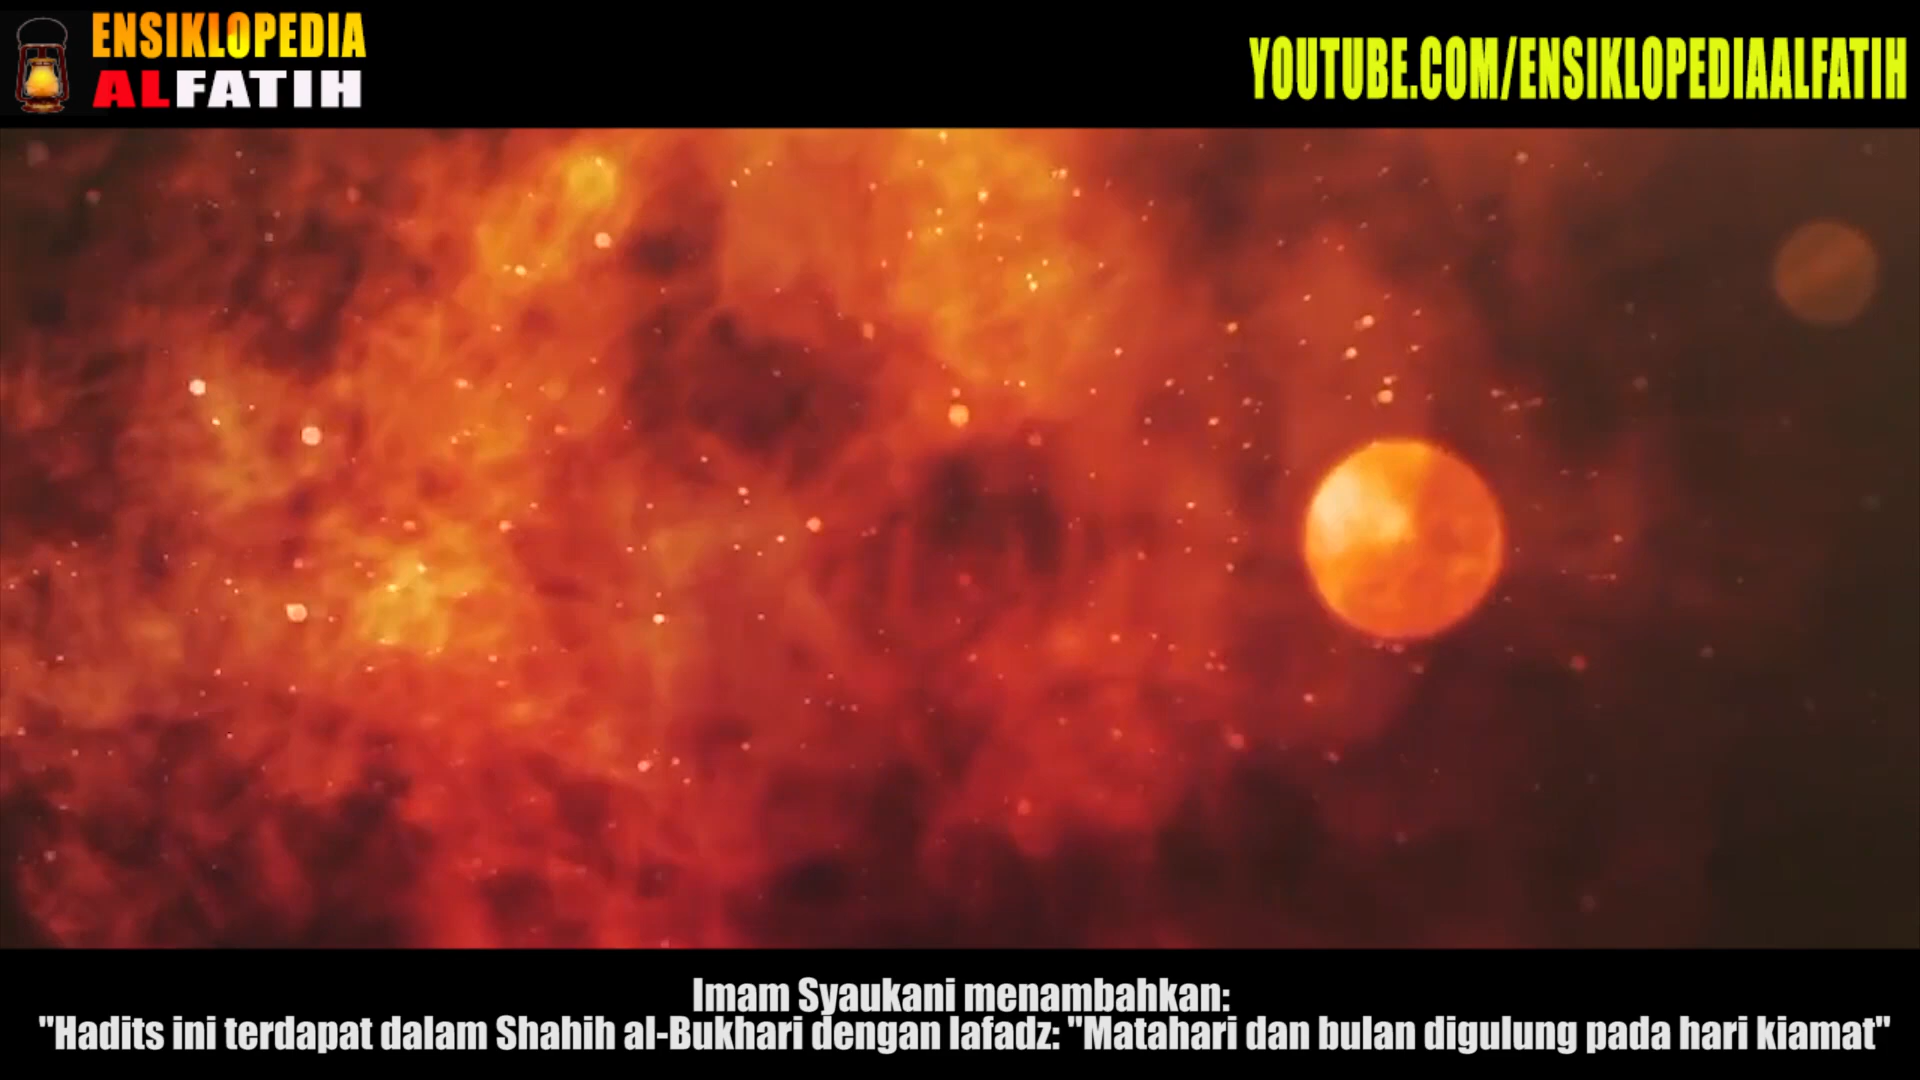 ENSIKLOPEDIA
ALFATIH
YOUTUBE.COM/ENSIKLOPEDIAALFATIH
Imam Syaukani menambahkan:
"Hadits ini terdapat dalam Shahih al-Bukhari dengan lafadz: "Matahari dan bulan digulung pada hari kiamat"